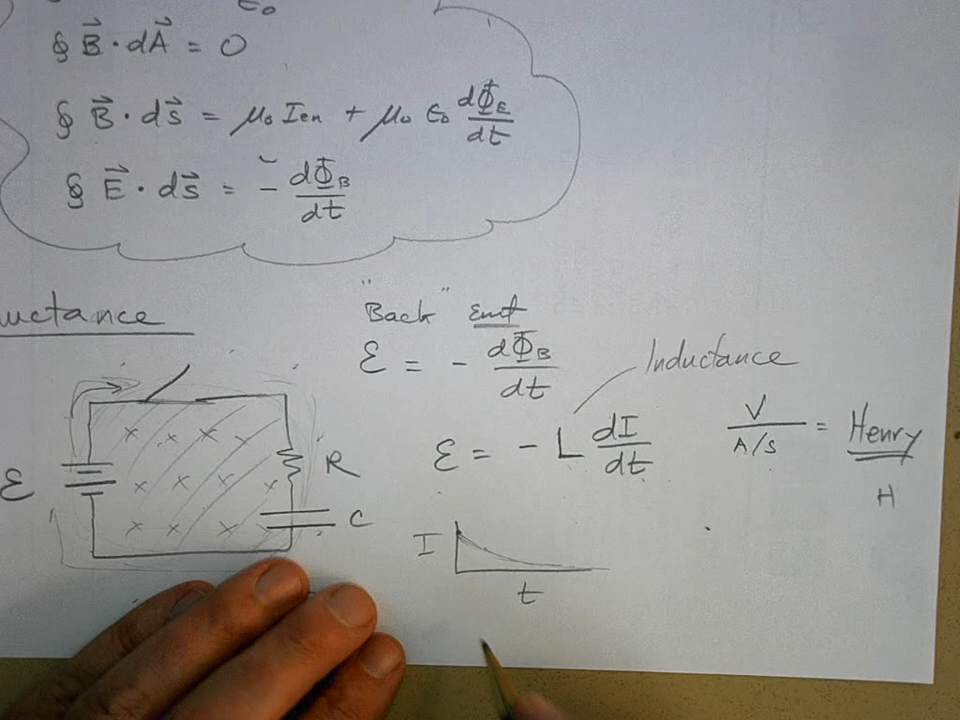 ε₀
∮ B⃗ · dA⃗ = 0
∮ B⃗ · ds⃗ = μ₀ Ien + μ₀ ε₀ dΦE/dt
∮ E⃗ · ds⃗ = - dΦB/dt
uctance
"Back" Emf
ℰ = - dΦB/dt
Inductance
ℰ = - L dI/dt
V/A/s = Henry
H
ℰ
× × × ×
× × × ×
× × ×
R
C
I
t